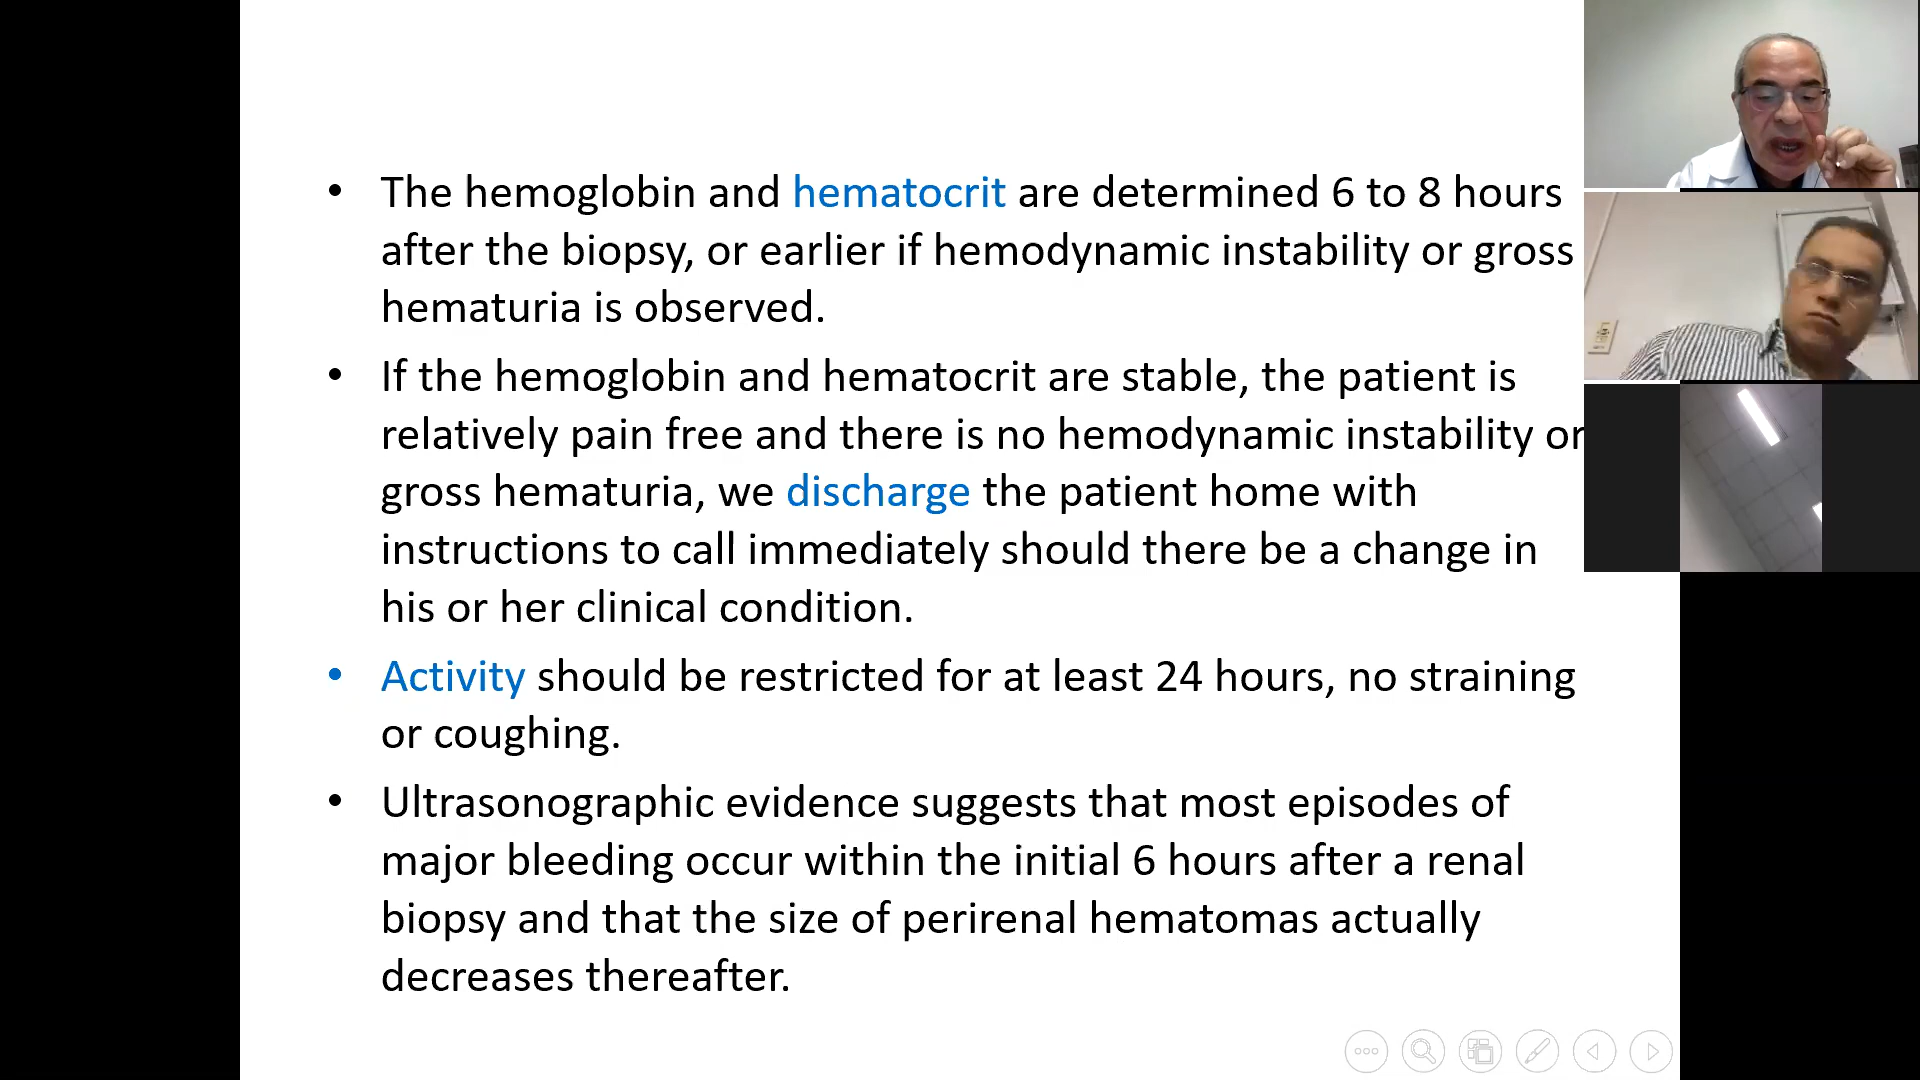 • The hemoglobin and hematocrit are determined 6 to 8 hours
after the biopsy, or earlier if hemodynamic instability or gross
hematuria is observed.
• If the hemoglobin and hematocrit are stable, the patient is
relatively pain free and there is no hemodynamic instability or
gross hematuria, we discharge the patient home with
instructions to call immediately should there be a change in
his or her clinical condition.
• Activity should be restricted for at least 24 hours, no straining
or coughing.
• Ultrasonographic evidence suggests that most episodes of
major bleeding occur within the initial 6 hours after a renal
biopsy and that the size of perirenal hematomas actually
decreases thereafter.